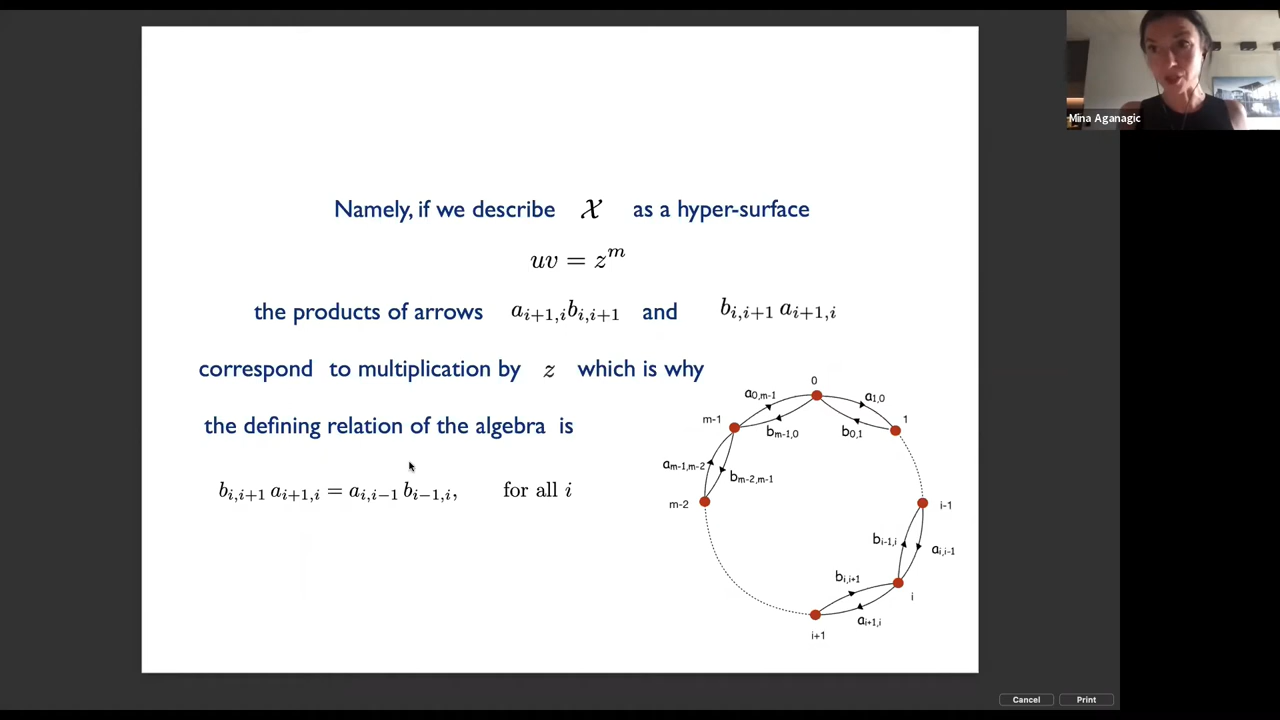 Mina Aganagic
Namely, if we describe 𝒳 as a hyper-surface
uv = z^m
the products of arrows a_{i+1,i}b_{i,i+1} and b_{i,i+1} a_{i+1,i}
correspond to multiplication by z which is why
the defining relation of the algebra is
b_{i,i+1} a_{i+1,i} = a_{i,i−1} b_{i−1,i}, for all i
0
a_{0,m-1} a_{1,0}
m-1 b_{m-1,0} b_{0,1} 1
a_{m-1,m-2} b_{m-2,m-1}
m-2 i-1
b_{i-1,i} a_{i,i-1}
b_{i,i+1} i
a_{i+1,i}
i+1
Cancel Print